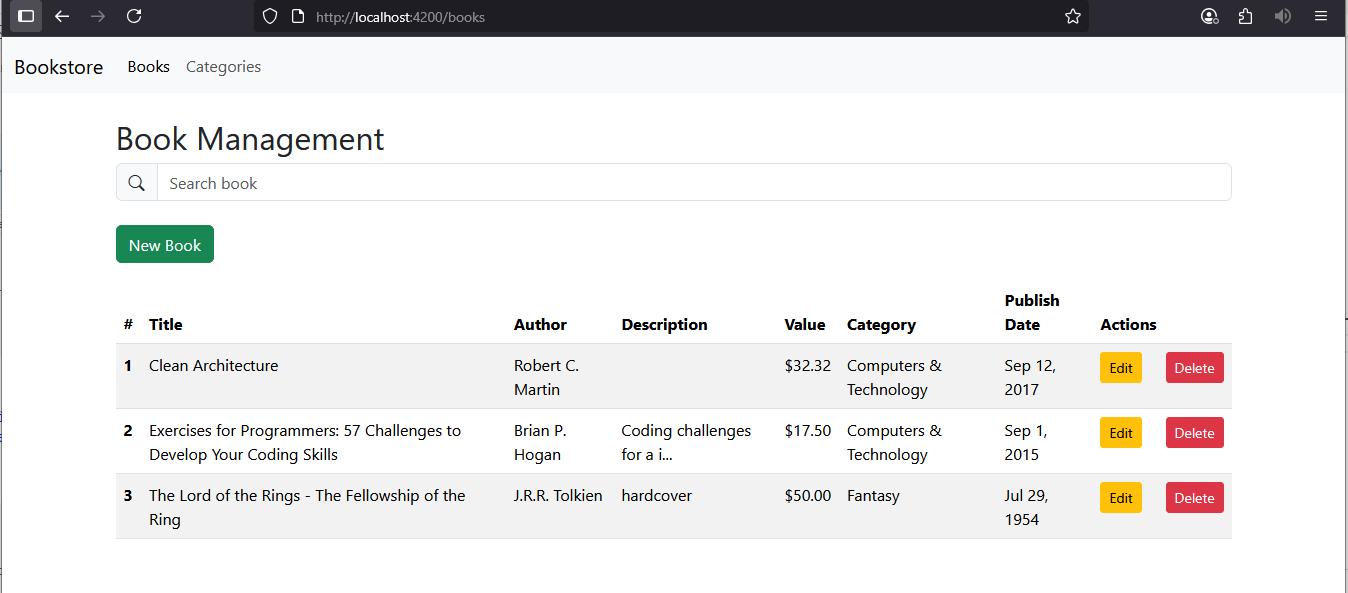 http://localhost:4200/books
Bookstore Books Categories
Book Management
Search book
New Book
# Title Author Description Value Category Publish Date Actions
1 Clean Architecture Robert C. Martin $32.32 Computers & Technology Sep 12, 2017 Edit Delete
2 Exercises for Programmers: 57 Challenges to Develop Your Coding Skills Brian P. Hogan Coding challenges for a i... $17.50 Computers & Technology Sep 1, 2015 Edit Delete
3 The Lord of the Rings - The Fellowship of the Ring J.R.R. Tolkien hardcover $50.00 Fantasy Jul 29, 1954 Edit Delete